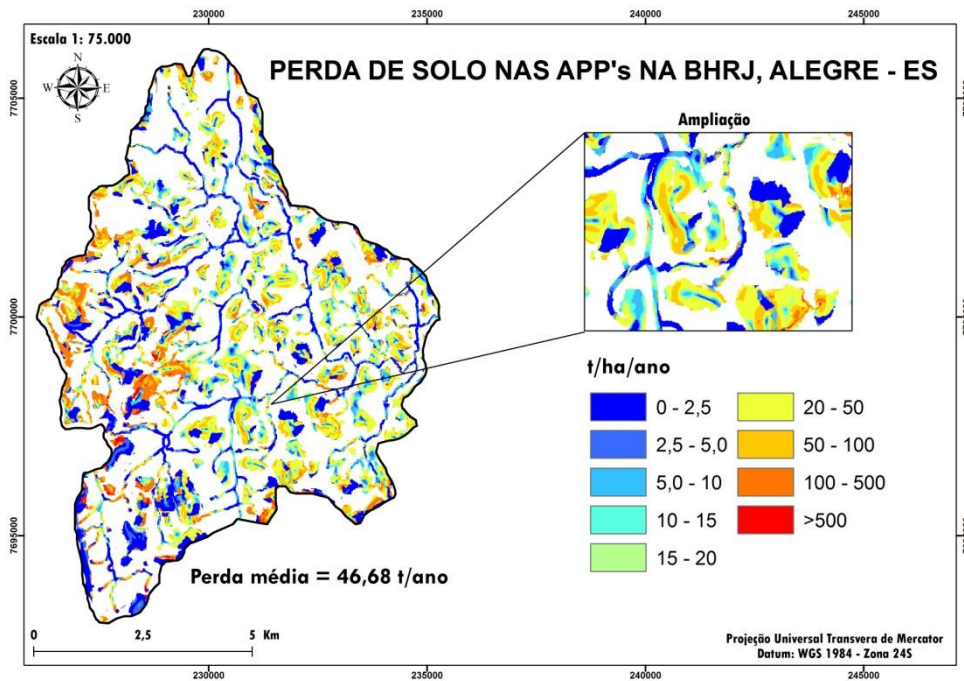 230000
235000
240000
245000
Escala 1: 75.000
N
W
E
S
PERDA DE SOLO NAS APP's NA BHRJ, ALEGRE - ES
7705000
7700000
7695000
Ampliação
t/ha/ano
0 - 2,5
2,5 - 5,0
5,0 - 10
10 - 15
15 - 20
20 - 50
50 - 100
100 - 500
>500
Perda média = 46,68 t/ano
0
2,5
5 Km
Projeção Universal Transvera de Mercator
Datum: WGS 1984 - Zona 24S
230000
235000
240000
245000